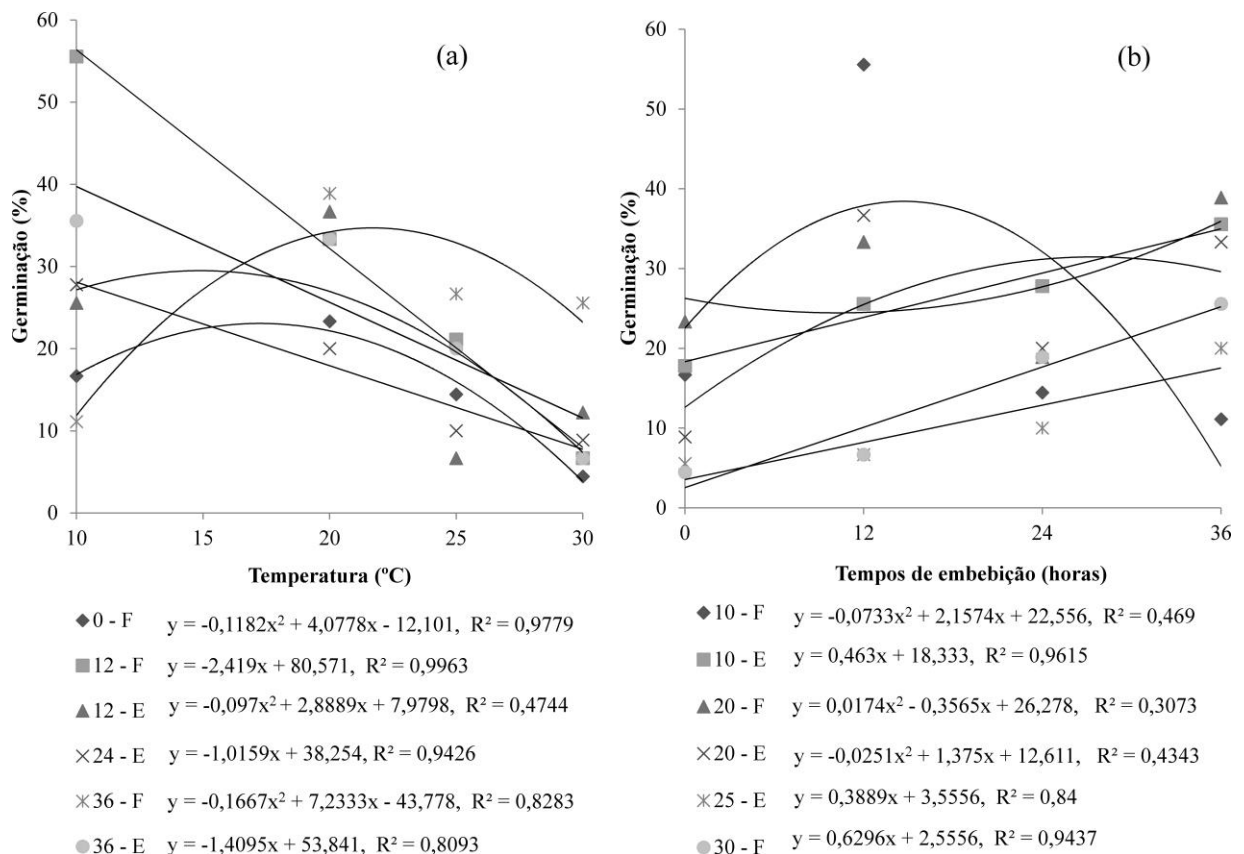 (a)
Germinação (%)
60
50
40
30
20
10
0
10 15 20 25 30
Temperatura (ºC)
0 - F y = -0,1182x² + 4,0778x - 12,101, R² = 0,9779
12 - F y = -2,419x + 80,571, R² = 0,9963
12 - E y = -0,097x² + 2,8889x + 7,9798, R² = 0,4744
24 - E y = -1,0159x + 38,254, R² = 0,9426
36 - F y = -0,1667x² + 7,2333x - 43,778, R² = 0,8283
36 - E y = -1,4095x + 53,841, R² = 0,8093
(b)
Germinação (%)
60
50
40
30
20
10
0
0 12 24 36
Tempos de embebição (horas)
10 - F y = -0,0733x² + 2,1574x + 22,556, R² = 0,469
10 - E y = 0,463x + 18,333, R² = 0,9615
20 - F y = 0,0174x² - 0,3565x + 26,278, R² = 0,3073
20 - E y = -0,0251x² + 1,375x + 12,611, R² = 0,4343
25 - E y = 0,3889x + 3,5556, R² = 0,84
30 - F y = 0,6296x + 2,5556, R² = 0,9437